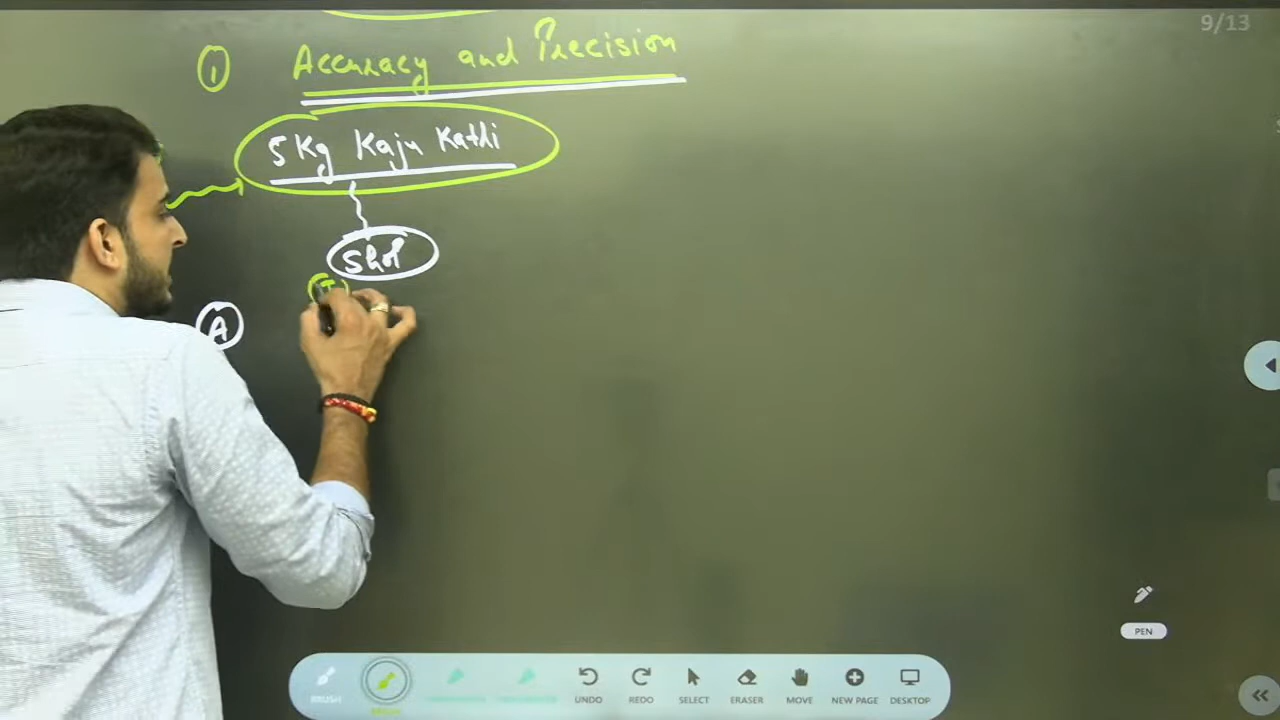 9/13
① Accuracy and Precision
5 Kg Kaju Katli
Shop
A
PEN
BRUSH
UNDO REDO SELECT ERASER MOVE NEW PAGE DESKTOP